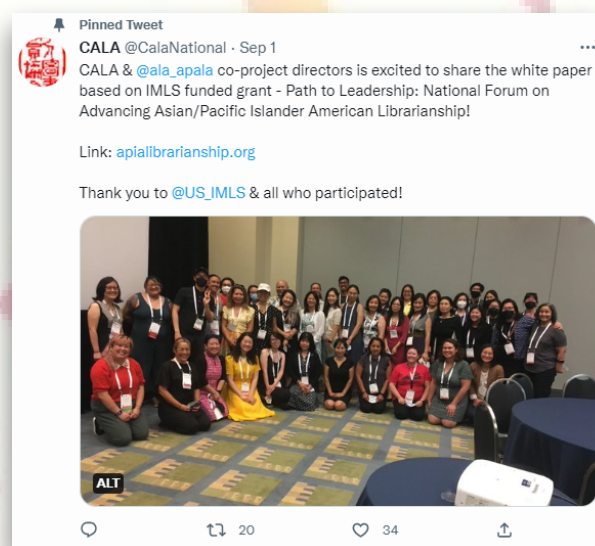 Pinned Tweet
CALA @CalaNational · Sep 1
CALA & @ala_apala co-project directors is excited to share the white paper
based on IMLS funded grant - Path to Leadership: National Forum on
Advancing Asian/Pacific Islander American Librarianship!
Link: apialibrarianship.org
Thank you to @US_IMLS & all who participated!
ALT
20 34